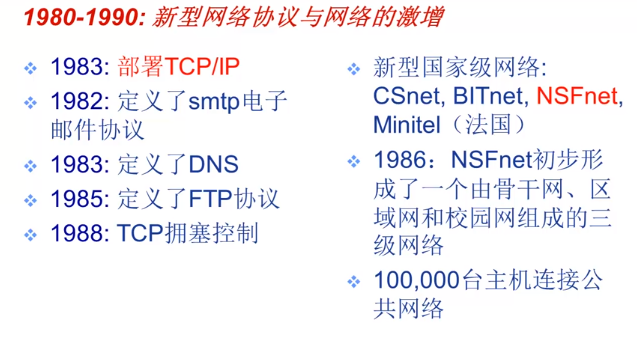 1980-1990: 新型网络协议与网络的激增
1983: 部署TCP/IP
1982: 定义了smtp电子
邮件协议
1983: 定义了DNS
1985: 定义了FTP协议
1988: TCP拥塞控制
新型国家级网络:
CSnet, BITnet, NSFnet,
Minitel（法国）
1986：NSFnet初步形
成了一个由骨干网、区
域网和校园网组成的三
级网络
100,000台主机连接公
共网络